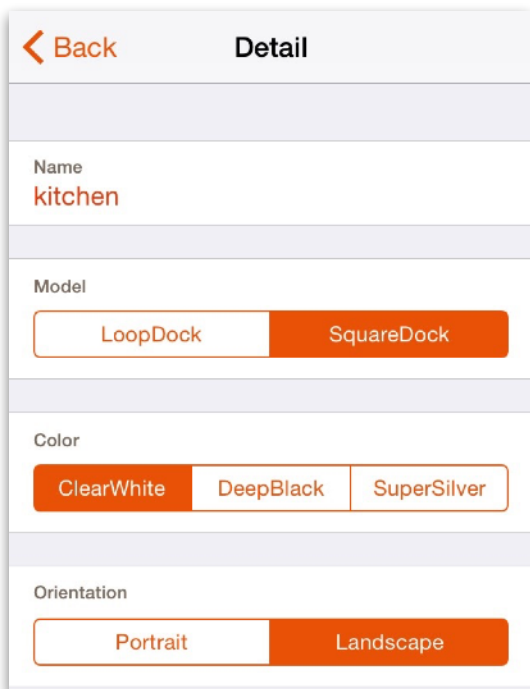 Back Detail
Name
kitchen
Model
LoopDock SquareDock
Color
ClearWhite DeepBlack SuperSilver
Orientation
Portrait Landscape